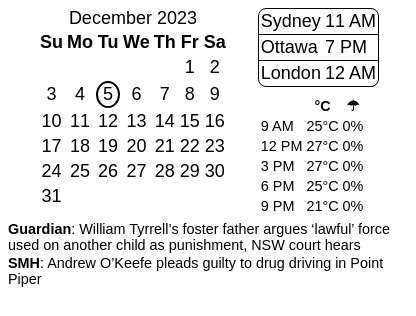 December 2023
Su Mo Tu We Th Fr Sa
1 2
3 4 5 6 7 8 9
10 11 12 13 14 15 16
17 18 19 20 21 22 23
24 25 26 27 28 29 30
31
Sydney 11 AM
Ottawa 7 PM
London 12 AM
°C ☂
9 AM 25°C 0%
12 PM 27°C 0%
3 PM 27°C 0%
6 PM 25°C 0%
9 PM 21°C 0%
Guardian: William Tyrrell’s foster father argues ‘lawful’ force
used on another child as punishment, NSW court hears
SMH: Andrew O’Keefe pleads guilty to drug driving in Point
Piper